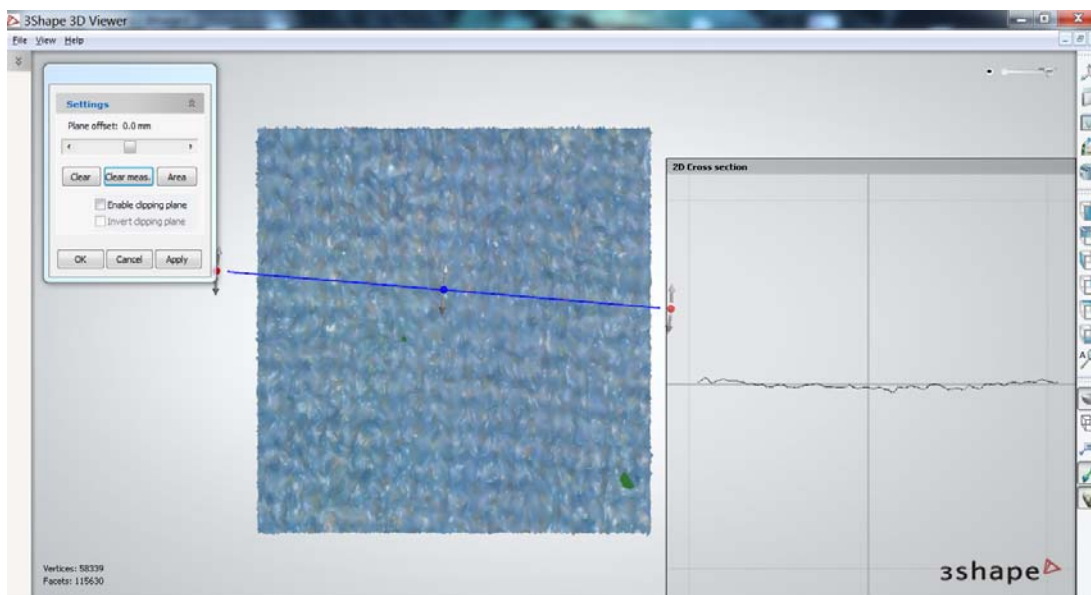 3Shape 3D Viewer
File View Help
Settings
Plane offset: 0.0 mm
Clear Clear meas. Area
Enable clipping plane
Invert clipping plane
OK Cancel Apply
2D Cross section
Vertices: 58339
Facets: 115630
3shape